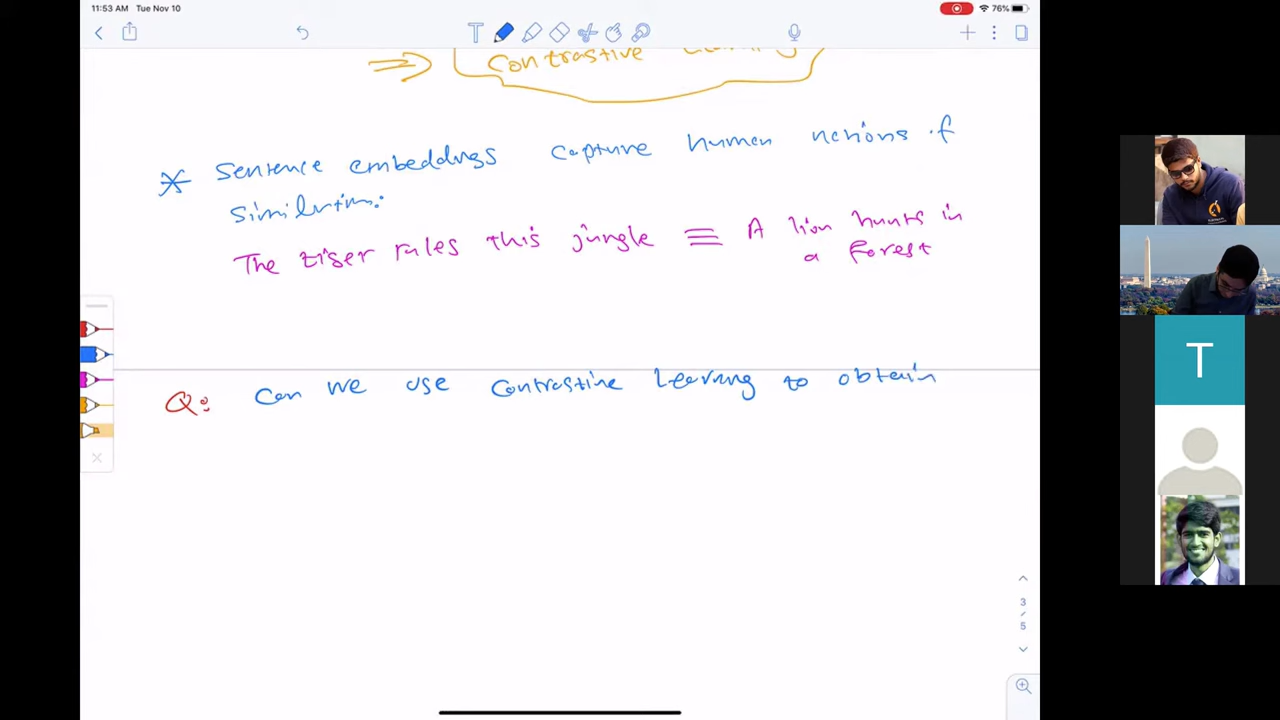 11:53 AM Tue Nov 10
76%
T
Contrastive
* Sentence embeddings capture human notions of
similarity:
The tiger rules this jungle ≡ A lion hunts in
a forest
Q: Can we use Contrastive Learning to obtain
3
/
5
T